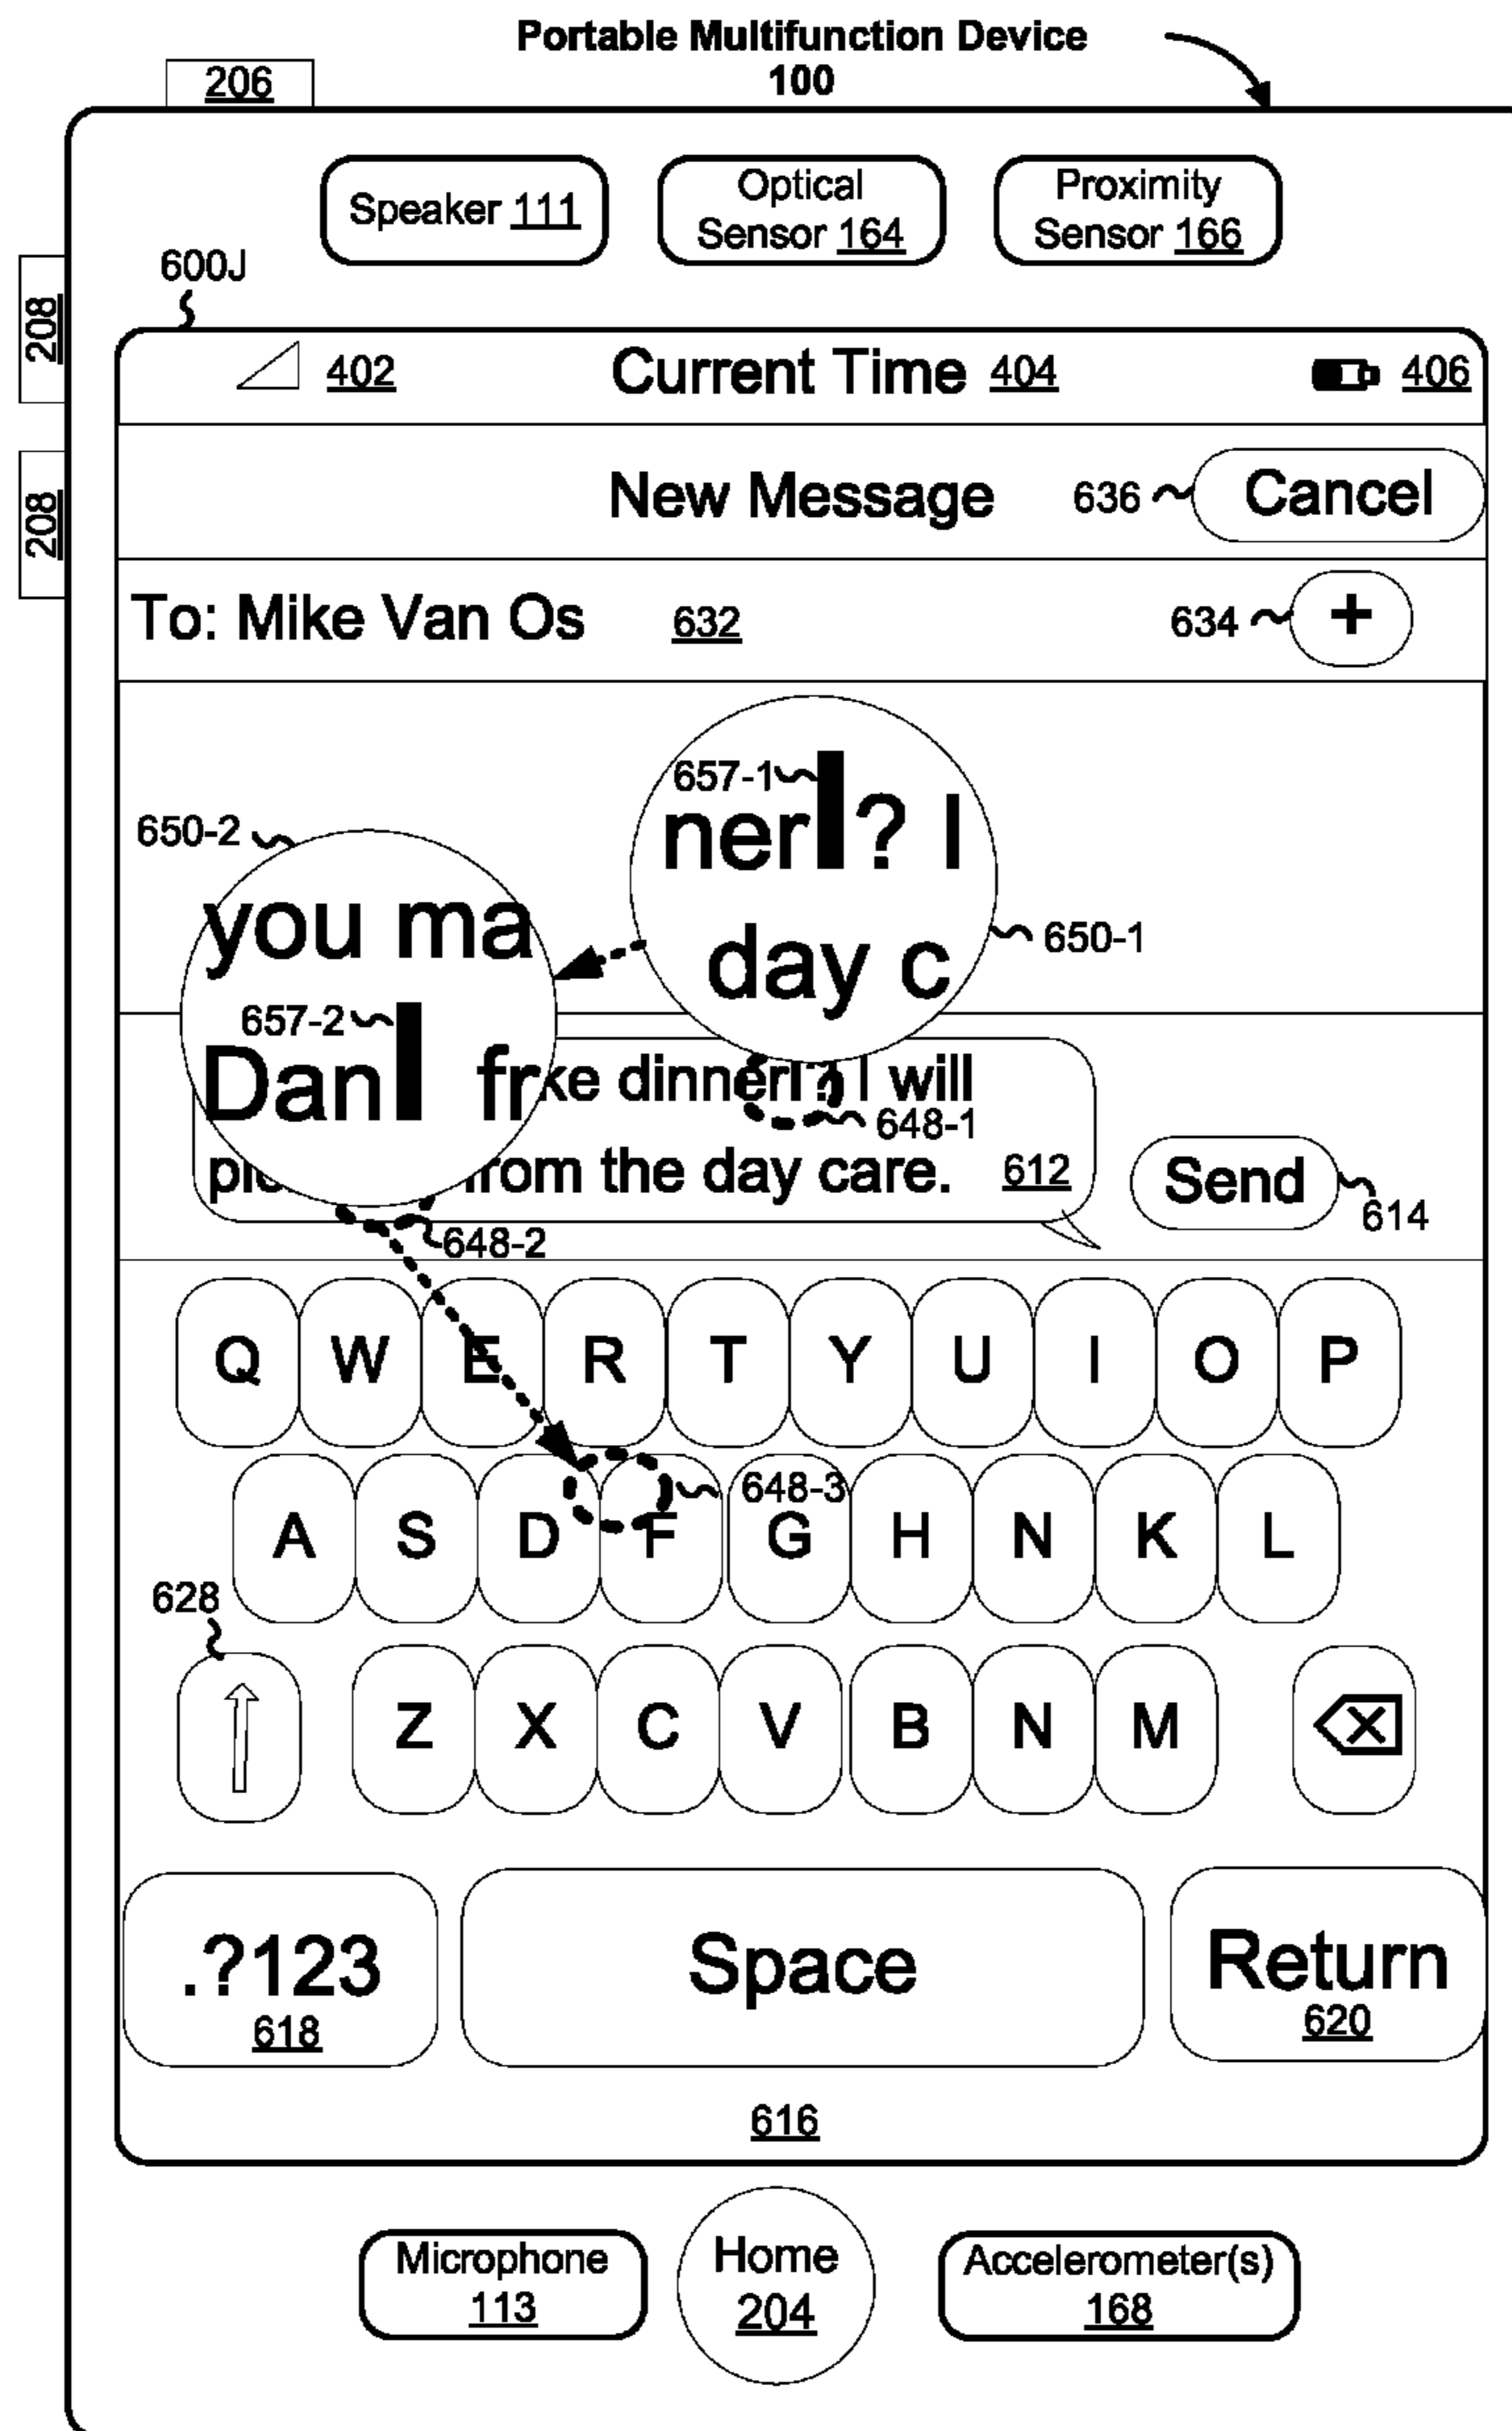 Portable Multifunction Device
100
206
Speaker 111
Optical
Sensor 164
Proximity
Sensor 166
600J
208
208
402 Current Time 404 406
New Message 636 Cancel
To: Mike Van Os 632 634 +
657-1
ner ? I
day c
650-1
650-2
you ma
657-2
Dan fr
ke dinner ? I will
648-1
from the day care. 612
Send
614
648-2
Q W E R T Y U I O P
648-3
A S D F G H N K L
628
Z X C V B N M
.?123
618
Space
Return
620
616
Microphone
113
Home
204
Accelerometer(s)
168